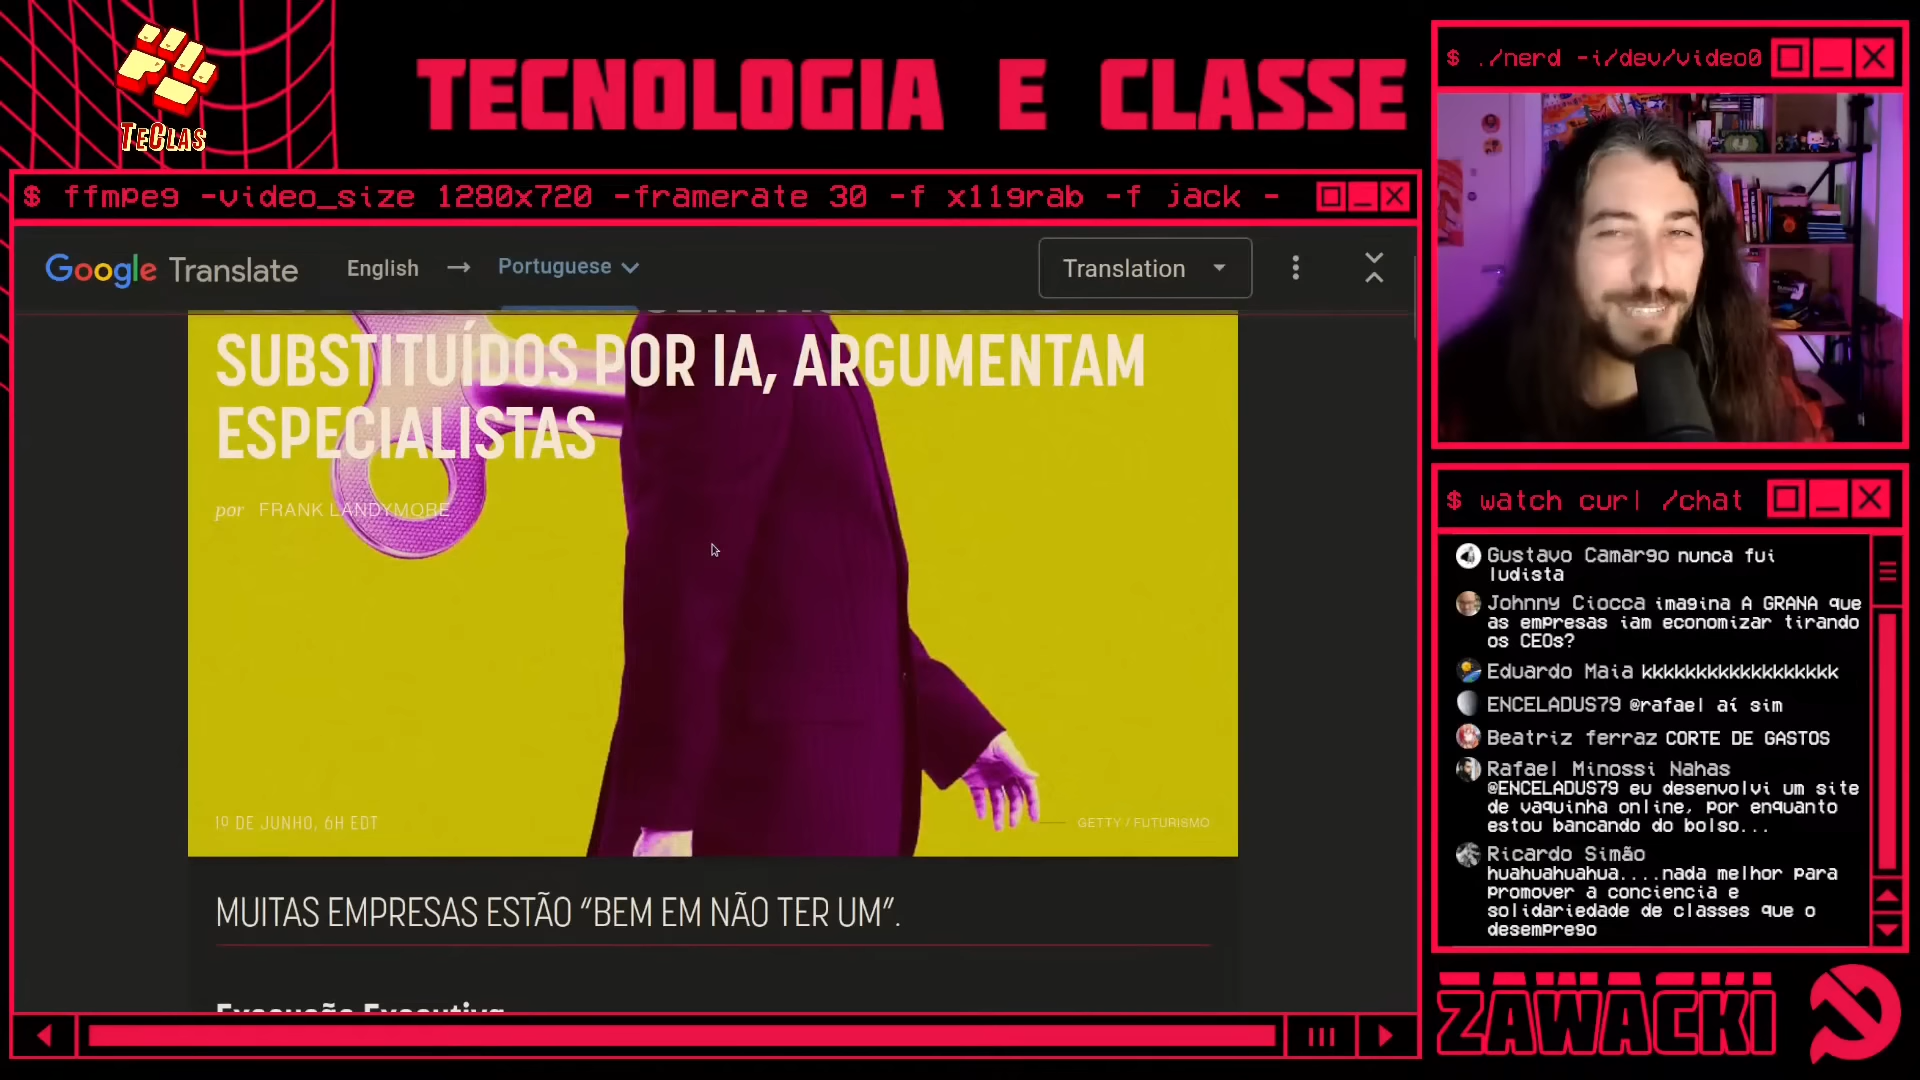 TeClas
TECNOLOGIA E CLASSE
$ ./nerd -i/dev/video0
$ ffmpeg -video_size 1280x720 -framerate 30 -f x11grab -f jack -
Google Translate English → Portuguese Translation
SUBSTITUÍDOS POR IA, ARGUMENTAM
ESPECIALISTAS
por FRANK LANDYMORE
1º DE JUNHO, 6H EDT
GETTY / FUTURISMO
MUITAS EMPRESAS ESTÃO “BEM EM NÃO TER UM”.
Execução Executiva
$ watch curl /chat
Gustavo Camargo nunca fui
ludista
Johnny Ciocca imagina A GRANA que
as empresas iam economizar tirando
os CEOs?
Eduardo Maia kkkkkkkkkkkkkkkkkk
ENCELADUS79 @rafael aí sim
Beatriz ferraz CORTE DE GASTOS
Rafael Minossi Nahas
@ENCELADUS79 eu desenvolvi um site
de vaquinha online, por enquanto
estou bancando do bolso...
Ricardo Simão
huahuahuahua....nada melhor para
promover a conciencia e
solidariedade de classes que o
desemprego
ZAWACKI